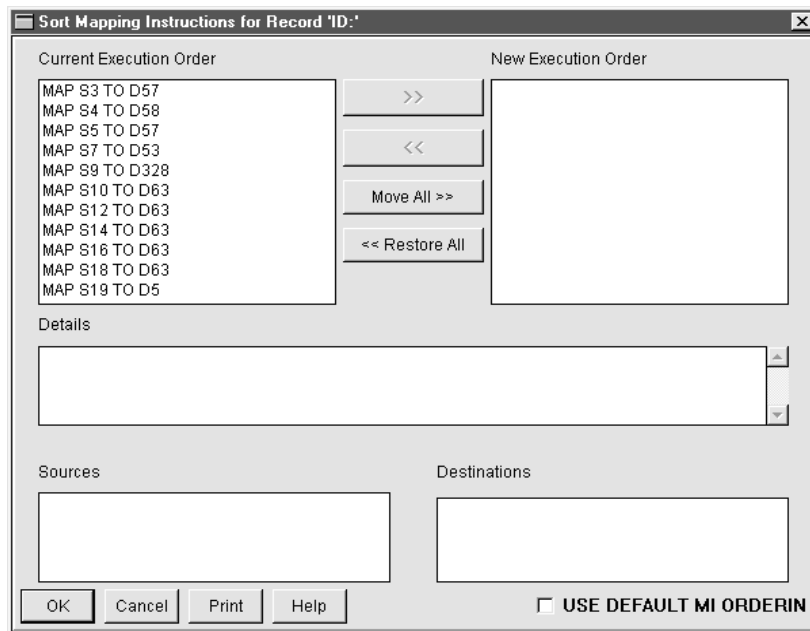 Sort Mapping Instructions for Record 'ID:'
Current Execution Order
New Execution Order
MAP S3 TO D57
MAP S4 TO D58
MAP S5 TO D57
MAP S7 TO D53
MAP S9 TO D328
MAP S10 TO D63
MAP S12 TO D63
MAP S14 TO D63
MAP S16 TO D63
MAP S18 TO D63
MAP S19 TO D5
>>
<<
Move All >>
<< Restore All
Details
Sources
Destinations
OK
Cancel
Print
Help
USE DEFAULT MI ORDERIN